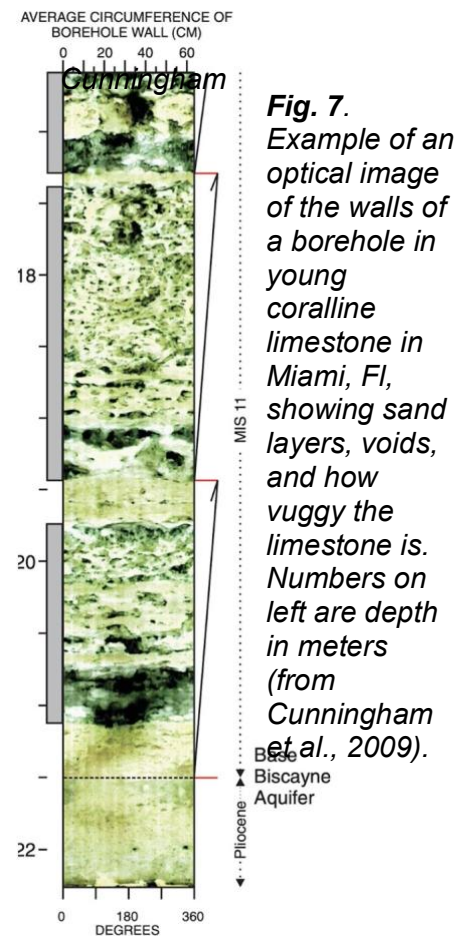 AVERAGE CIRCUMFERENCE OF
BOREHOLE WALL (CM)
0 20 40 60
Cunningham
18
20
22
0 180 360
DEGREES
MIS 11
Pliocene
Base
Biscayne
Aquifer
Fig. 7.
Example of an
optical image
of the walls of
a borehole in
young
coralline
limestone in
Miami, Fl,
showing sand
layers, voids,
and how
vuggy the
limestone is.
Numbers on
left are depth
in meters
(from
Cunningham
et al., 2009).